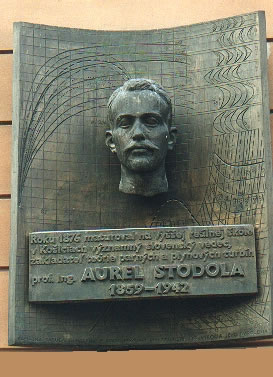 Roku 1876 maturoval na vyššej reálnej škole
v Košiciach významný slovenský vedec,
zakladateľ teórie parných a plynových turbín
prof. Ing. AUREL STODOLA
1859–1942